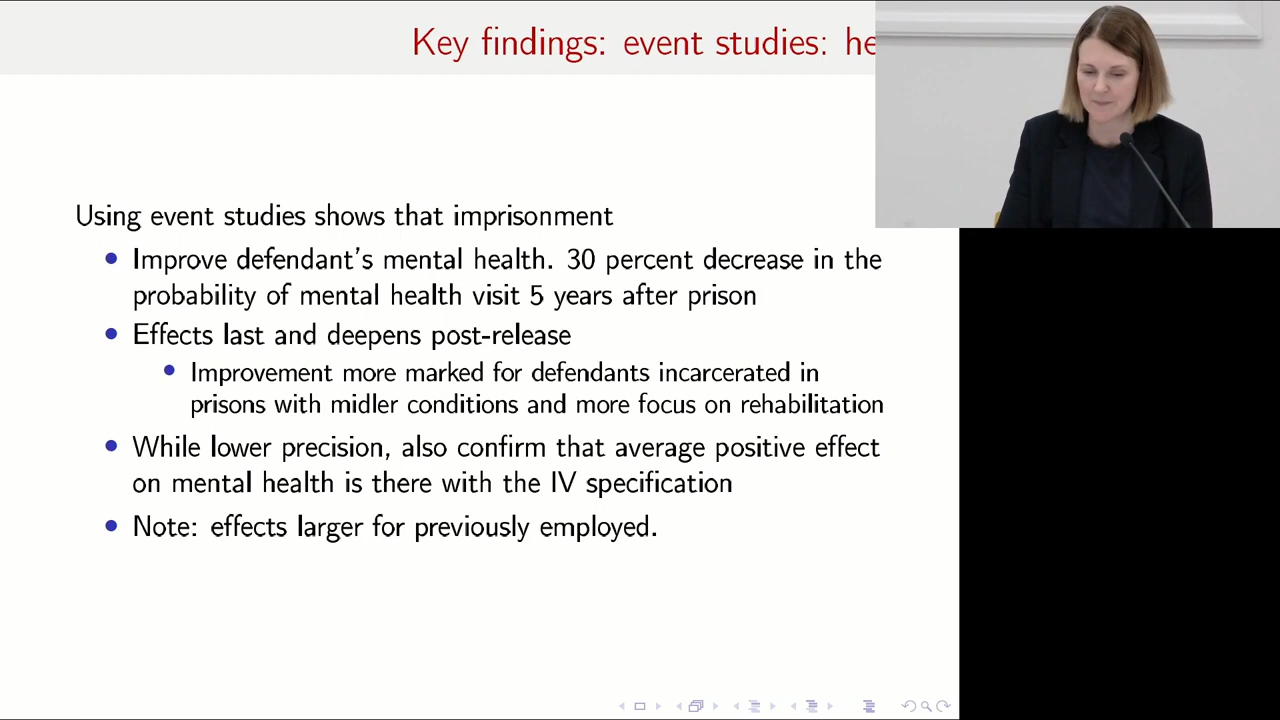 Key findings: event studies: he
Using event studies shows that imprisonment
• Improve defendant's mental health. 30 percent decrease in the
probability of mental health visit 5 years after prison
• Effects last and deepens post-release
• Improvement more marked for defendants incarcerated in
prisons with midler conditions and more focus on rehabilitation
• While lower precision, also confirm that average positive effect
on mental health is there with the IV specification
• Note: effects larger for previously employed.